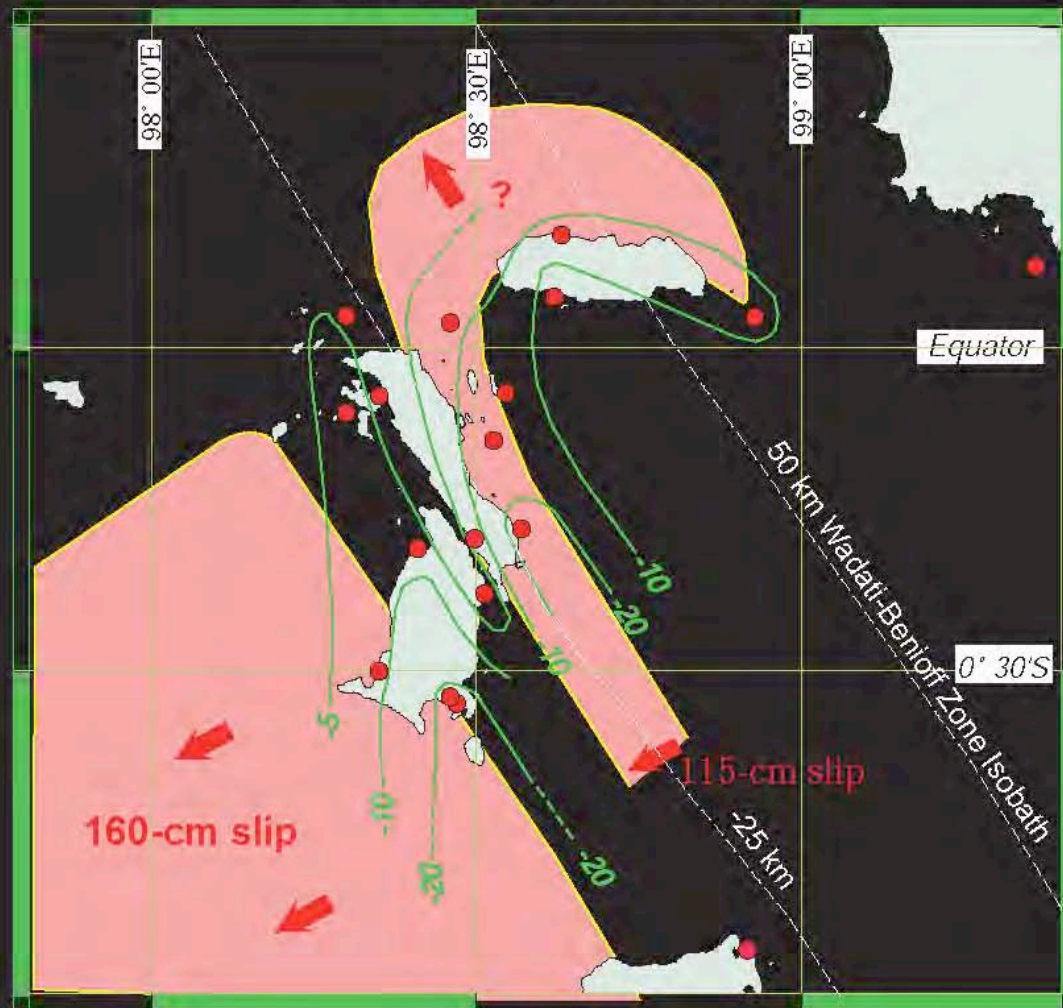 98° 00'E
98° 30'E
99° 00'E
?
Equator
50 km Wadati-Benioff Zone Isobath
-10
-20
-10
0° 30'S
-5
115-cm slip
-10
160-cm slip
-25 km
-20
-20